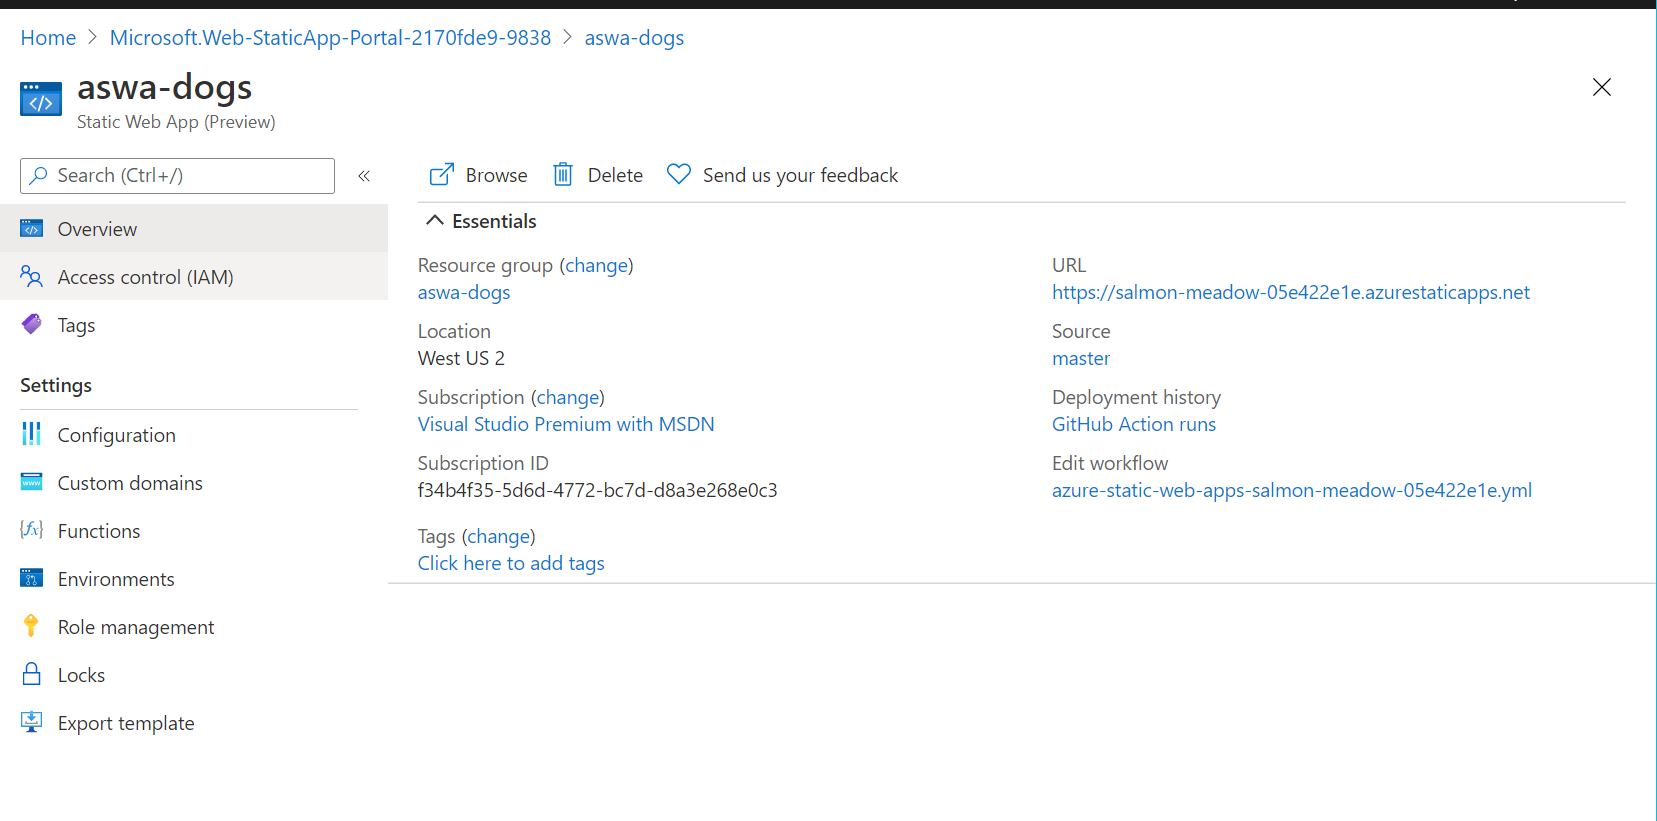 Home > Microsoft.Web-StaticApp-Portal-2170fde9-9838 > aswa-dogs
aswa-dogs
Static Web App (Preview)
Search (Ctrl+/)
«
Overview
Access control (IAM)
Tags
Settings
Configuration
Custom domains
Functions
Environments
Role management
Locks
Export template
Browse Delete Send us your feedback
Essentials
Resource group (change)
aswa-dogs
Location
West US 2
Subscription (change)
Visual Studio Premium with MSDN
Subscription ID
f34b4f35-5d6d-4772-bc7d-d8a3e268e0c3
Tags (change)
Click here to add tags
URL
https://salmon-meadow-05e422e1e.azurestaticapps.net
Source
master
Deployment history
GitHub Action runs
Edit workflow
azure-static-web-apps-salmon-meadow-05e422e1e.yml